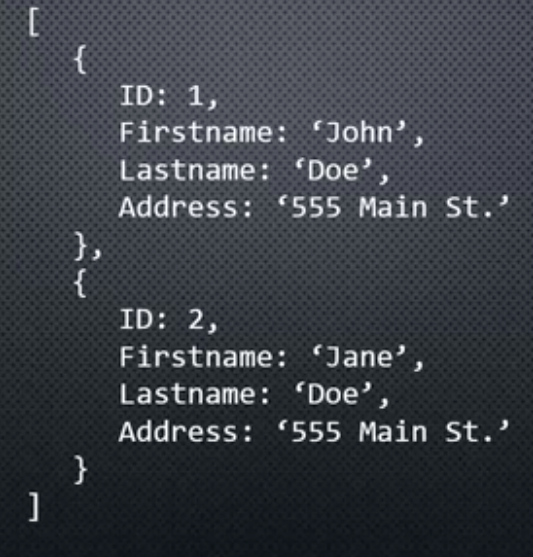 [
{
ID: 1,
Firstname: ‘John’,
Lastname: ‘Doe’,
Address: ‘555 Main St.’
},
{
ID: 2,
Firstname: ‘Jane’,
Lastname: ‘Doe’,
Address: ‘555 Main St.’
}
]